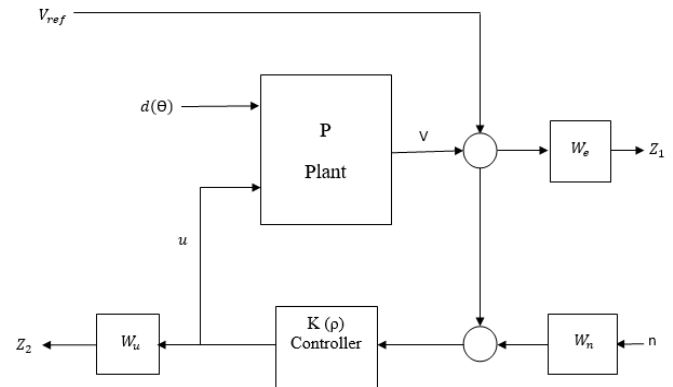 V_ref
d(Θ)
P
Plant
V
W_e
Z_1
u
K (ρ)
Controller
Z_2
W_u
W_n
n